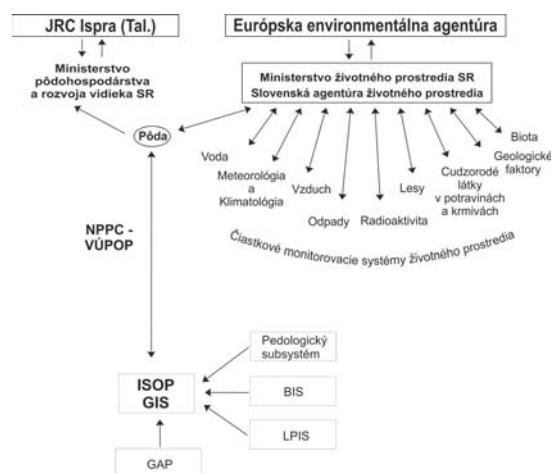 JRC Ispra (Tal.)
Európska environmentálna agentúra
Ministerstvo
pôdohospodárstva
a rozvoja vidieka SR
Ministerstvo životného prostredia SR
Slovenská agentúra životného prostredia
Pôda
Voda
Meteorológia
a
Klimatológia
Vzduch
Odpady
Radioaktivita
Lesy
Cudzorodé
látky
v potravinách
a krmivách
Biota
Geologické
faktory
Čiastkové monitorovacie systémy životného prostredia
NPPC -
VÚPOP
Pedologický
subsystém
ISOP
GIS
BIS
LPIS
GAP